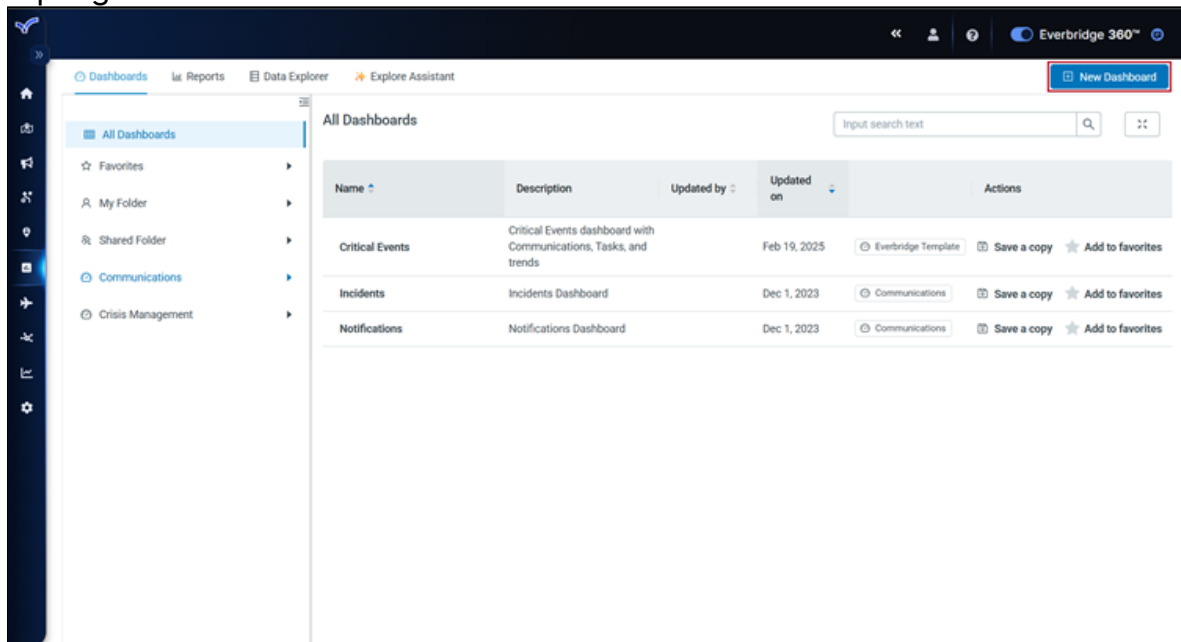 Everbridge 360™
Dashboards Reports Data Explorer Explore Assistant New Dashboard
All Dashboards
Favorites
My Folder
Shared Folder
Communications
Crisis Management
All Dashboards
Input search text
Name Description Updated by Updated on Actions
Critical Events
Critical Events dashboard with
Communications, Tasks, and
trends
Feb 19, 2025 Everbridge Template Save a copy Add to favorites
Incidents Incidents Dashboard Dec 1, 2023 Communications Save a copy Add to favorites
Notifications Notifications Dashboard Dec 1, 2023 Communications Save a copy Add to favorites